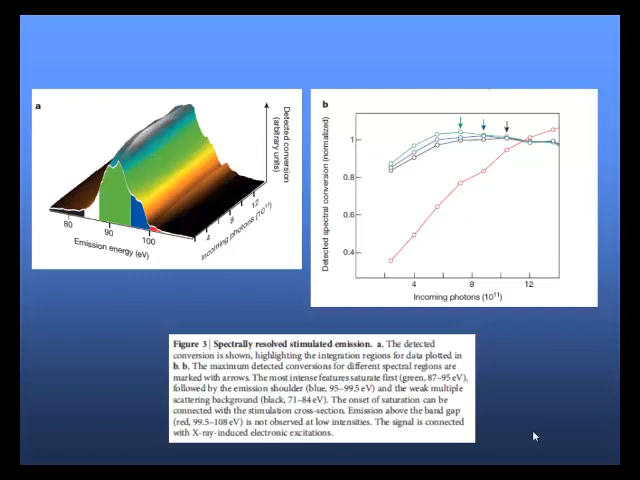 a
Detected conversion
(arbitrary units)
80
90
100
Emission energy (eV)
4
8
12
Incoming photons (10¹¹)
b
Detected spectral conversion (normalized)
1
0.8
0.6
0.4
4
8
12
Incoming photons (10¹¹)
Figure 3 | Spectrally resolved stimulated emission. a, The detected
conversion is shown, highlighting the integration regions for data plotted in
b. b, The maximum detected conversions for different spectral regions are
marked with arrows. The most intense features saturate first (green, 87–95 eV),
followed by the emission shoulder (blue, 95–99.5 eV) and the weak multiple
scattering background (black, 71–84 eV). The onset of saturation can be
connected with the stimulation cross-section. Emission above the band gap
(red, 99.5–108 eV) is not observed at low intensities. The signal is connected
with X-ray-induced electronic excitations.